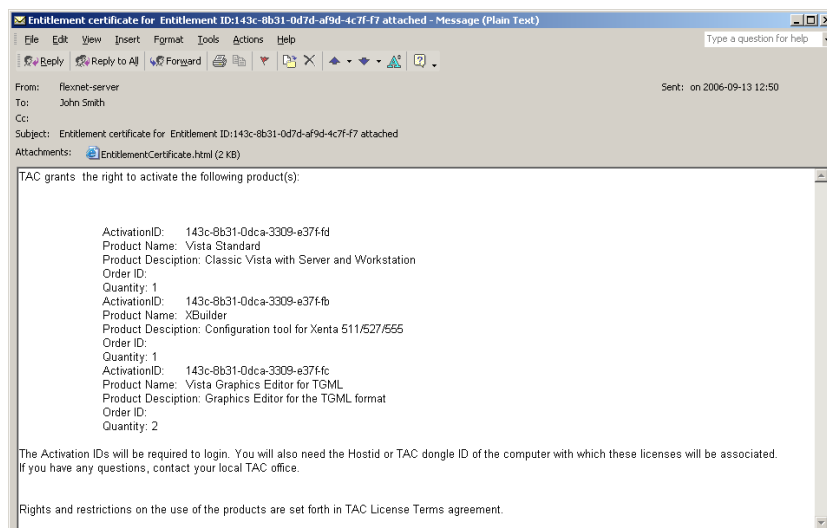 Entitlement certificate for Entitlement ID:143c-8b31-0d7d-af9d-4c7f-f7 attached - Message (Plain Text)
File Edit View Insert Format Tools Actions Help Type a question for help
Reply Reply to All Forward
From: flexnet-server Sent: on 2006-09-13 12:50
To: John Smith
Cc:
Subject: Entitlement certificate for Entitlement ID:143c-8b31-0d7d-af9d-4c7f-f7 attached
Attachments: EntitlementCertificate.html (2 KB)
TAC grants the right to activate the following product(s):
ActivationID: 143c-8b31-0dca-3309-e37f-fd
Product Name: Vista Standard
Product Desciption: Classic Vista with Server and Workstation
Order ID:
Quantity: 1
ActivationID: 143c-8b31-0dca-3309-e37f-fb
Product Name: XBuilder
Product Desciption: Configuration tool for Xenta 511/527/555
Order ID:
Quantity: 1
ActivationID: 143c-8b31-0dca-3309-e37f-fc
Product Name: Vista Graphics Editor for TGML
Product Desciption: Graphics Editor for the TGML format
Order ID:
Quantity: 2
The Activation IDs will be required to login. You will also need the Hostid or TAC dongle ID of the computer with which these licenses will be associated.
If you have any questions, contact your local TAC office.
Rights and restrictions on the use of the products are set forth in TAC License Terms agreement.